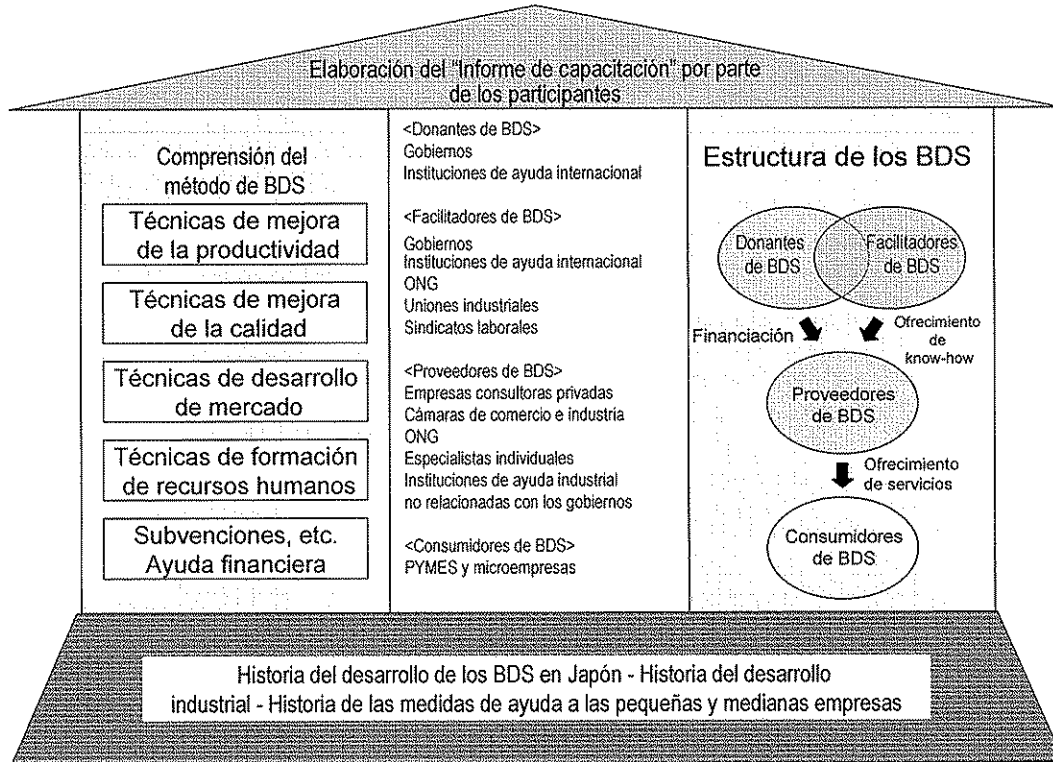 Elaboración del "Informe de capacitación" por parte
de los participantes
Comprensión del
método de BDS
Técnicas de mejora
de la productividad
Técnicas de mejora
de la calidad
Técnicas de desarrollo
de mercado
Técnicas de formación
de recursos humanos
Subvenciones, etc.
Ayuda financiera
<Donantes de BDS>
Gobiernos
Instituciones de ayuda internacional
<Facilitadores de BDS>
Gobiernos
Instituciones de ayuda internacional
ONG
Uniones industriales
Sindicatos laborales
<Proveedores de BDS>
Empresas consultoras privadas
Cámaras de comercio e industria
ONG
Especialistas individuales
Instituciones de ayuda industrial
no relacionadas con los gobiernos
<Consumidores de BDS>
PYMES y microempresas
Estructura de los BDS
Donantes
de BDS
Facilitadores
de BDS
Financiación
Ofrecimiento
de
know-how
Proveedores
de BDS
Ofrecimiento
de servicios
Consumidores
de BDS
Historia del desarrollo de los BDS en Japón - Historia del desarrollo
industrial - Historia de las medidas de ayuda a las pequeñas y medianas empresas